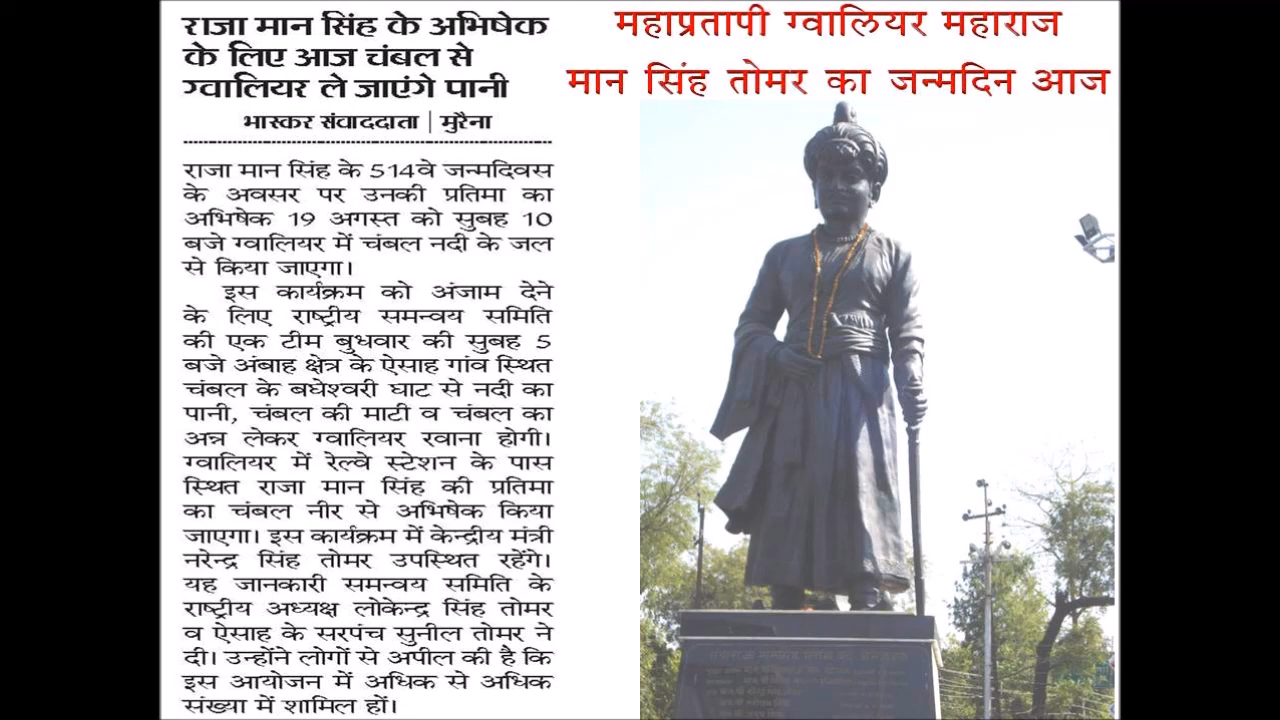 राजा मान सिंह के अभिषेक
के लिए आज चंबल से
ग्वालियर ले जाएंगे पानी
भास्कर संवाददाता | मुरैना
राजा मान सिंह के 514वे जन्मदिवस
के अवसर पर उनकी प्रतिमा का
अभिषेक 19 अगस्त को सुबह 10
बजे ग्वालियर में चंबल नदी के जल
से किया जाएगा।
इस कार्यक्रम को अंजाम देने
के लिए राष्ट्रीय समन्वय समिति
की एक टीम बुधवार की सुबह 5
बजे अंबाह क्षेत्र के ऐसाह गांव स्थित
चंबल के बधेश्वरी घाट से नदी का
पानी, चंबल की माटी व चंबल का
अन्न लेकर ग्वालियर रवाना होगी।
ग्वालियर में रेल्वे स्टेशन के पास
स्थित राजा मान सिंह की प्रतिमा
का चंबल नीर से अभिषेक किया
जाएगा। इस कार्यक्रम में केन्द्रीय मंत्री
नरेन्द्र सिंह तोमर उपस्थित रहेंगे।
यह जानकारी समन्वय समिति के
राष्ट्रीय अध्यक्ष लोकेन्द्र सिंह तोमर
व ऐसाह के सरपंच सुनील तोमर ने
दी। उन्होंने लोगों से अपील की है कि
इस आयोजन में अधिक से अधिक
संख्या में शामिल हों।
महाप्रतापी ग्वालियर महाराज
मान सिंह तोमर का जन्मदिन आज